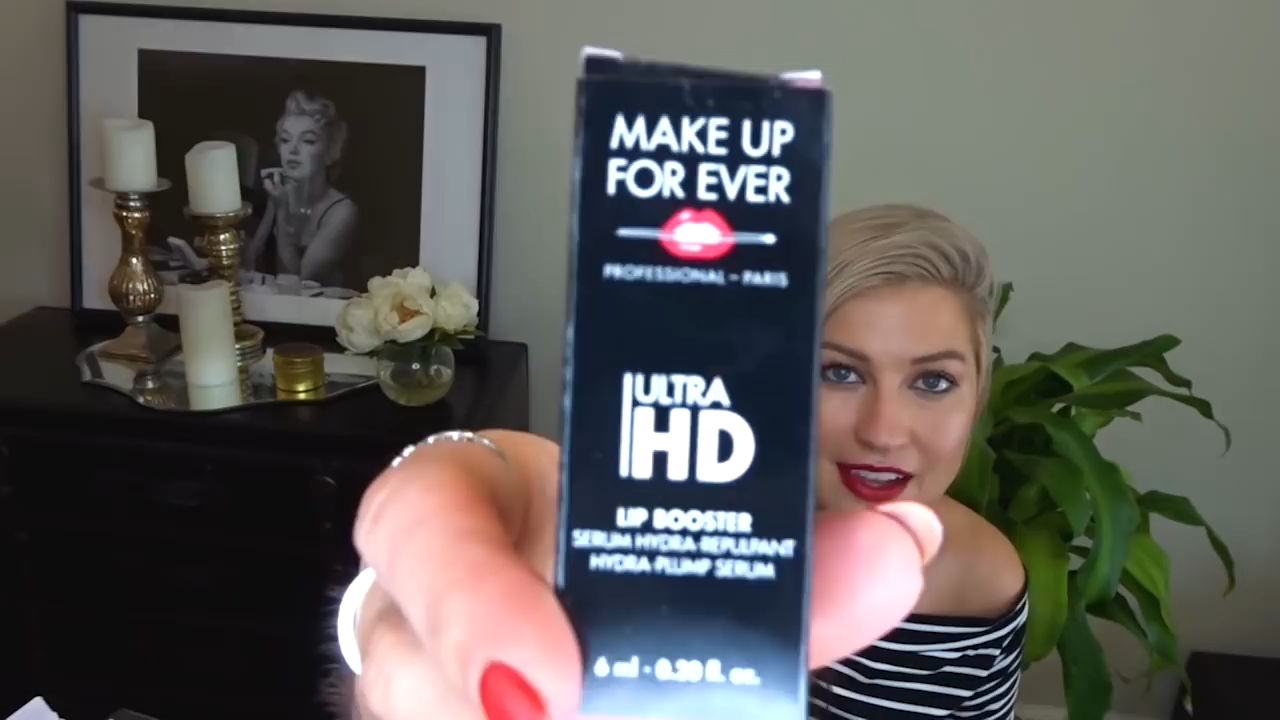 MAKE UP
FOR EVER
PROFESSIONAL - PARIS
ULTRA
HD
LIP BOOSTER
SERUM HYDRA-REPULPANT
HYDRA-PLUMP SERUM
6 ml - 0.20 fl. oz.